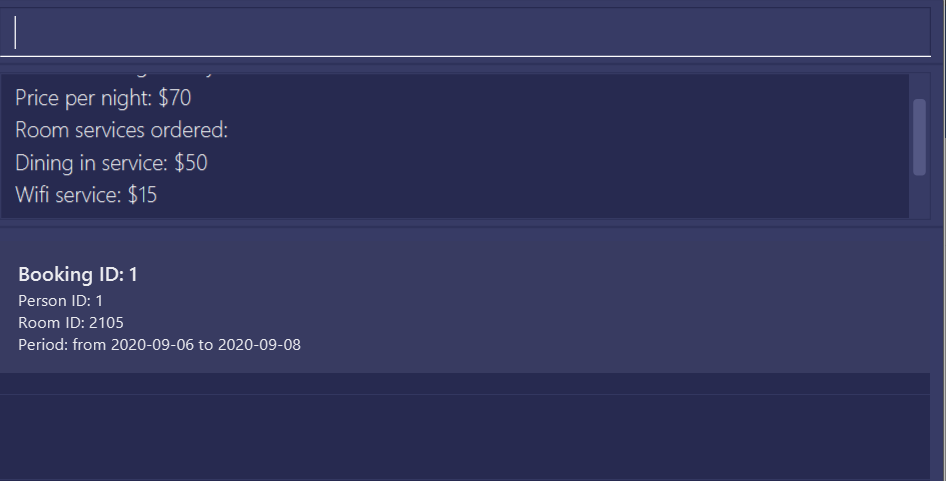 Price per night: $70
Room services ordered:
Dining in service: $50
Wifi service: $15
Booking ID: 1
Person ID: 1
Room ID: 2105
Period: from 2020-09-06 to 2020-09-08